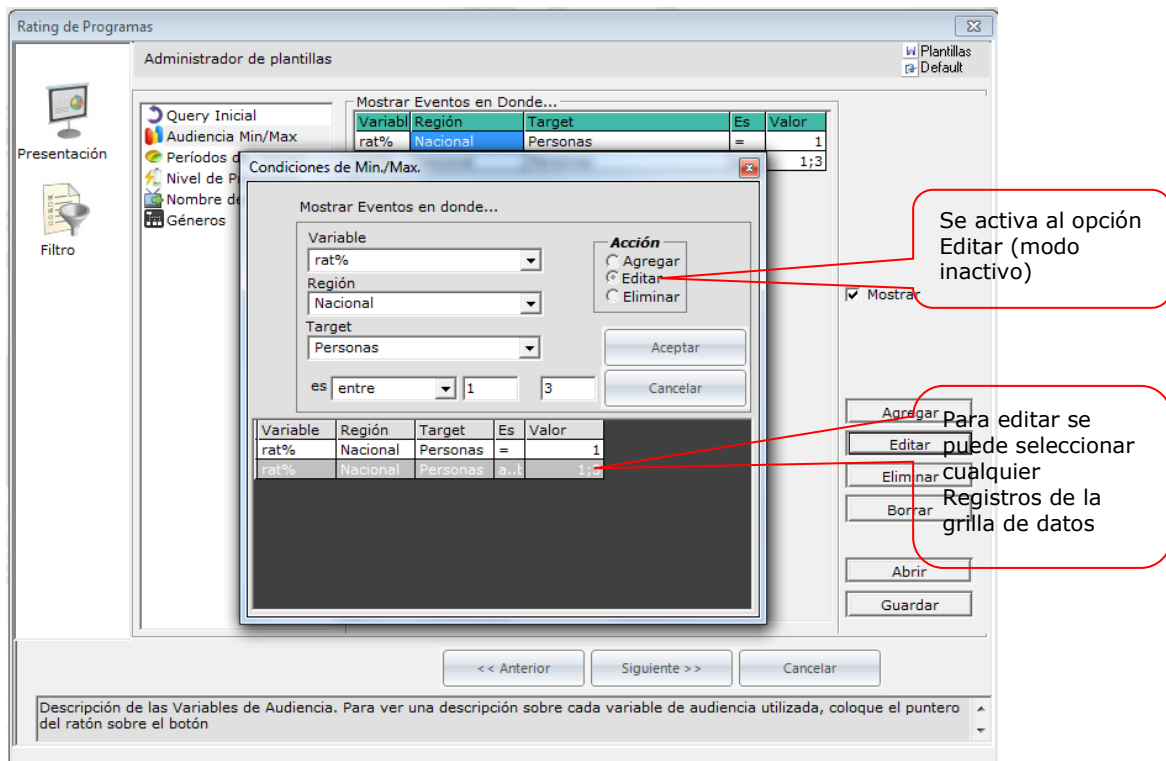 Rating de Programas
Administrador de plantillas
Plantillas
Default
Presentación
Filtro
Query Inicial
Audiencia Min/Max
Períodos d
Nivel de P
Nombre de
Géneros
Mostrar Eventos en Donde...
Variabl Región Target Es Valor
rat% Nacional Personas = 1
1;3
Condiciones de Min./Max.
Mostrar Eventos en donde...
Variable
rat%
Región
Nacional
Target
Personas
es entre 1 3
Acción
Agregar
Editar
Eliminar
Aceptar
Cancelar
Variable Región Target Es Valor
rat% Nacional Personas = 1
rat% Nacional Personas a..b 1;3
Se activa al opción
Editar (modo
inactivo)
Mostrar
Agregar
Editar
Eliminar
Borrar
Abrir
Guardar
Para editar se
puede seleccionar
cualquier
Registros de la
grilla de datos
<< Anterior
Siguiente >>
Cancelar
Descripción de las Variables de Audiencia. Para ver una descripción sobre cada variable de audiencia utilizada, coloque el puntero
del ratón sobre el botón